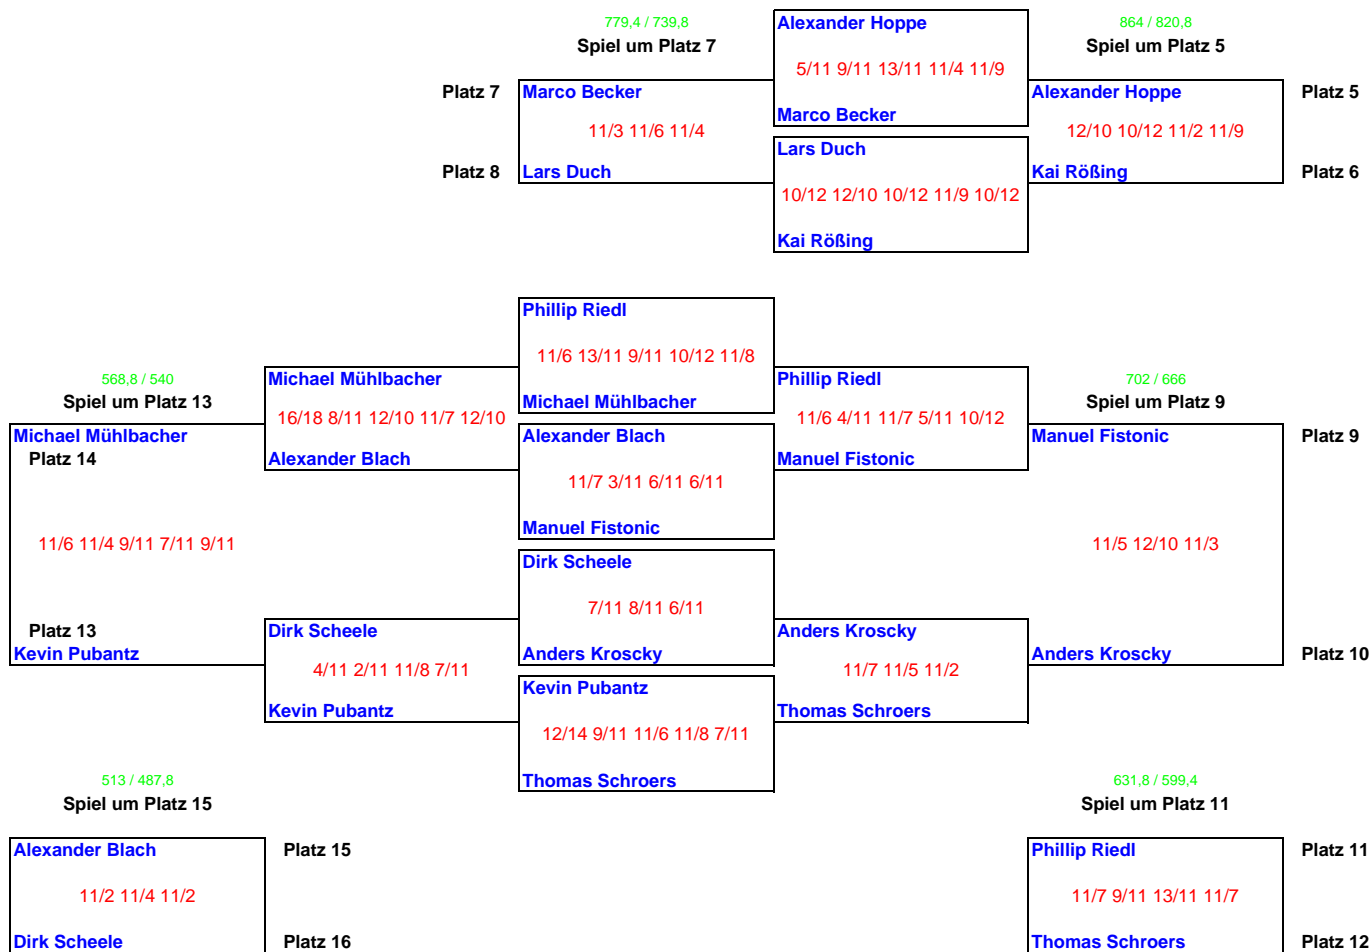 779,4 / 739,8
Spiel um Platz 7
Alexander Hoppe
864 / 820,8
Spiel um Platz 5
5/11 9/11 13/11 11/4 11/9
Platz 7
Marco Becker
Marco Becker
Alexander Hoppe
Platz 5
11/3 11/6 11/4
12/10 10/12 11/2 11/9
Lars Duch
Platz 8
Lars Duch
Kai Rößing
Platz 6
10/12 12/10 10/12 11/9 10/12
Kai Rößing
Phillip Riedl
11/6 13/11 9/11 10/12 11/8
568,8 / 540
Spiel um Platz 13
Michael Mühlbacher
Michael Mühlbacher
Phillip Riedl
702 / 666
Spiel um Platz 9
16/18 8/11 12/10 11/7 12/10
11/6 4/11 11/7 5/11 10/12
Michael Mühlbacher
Platz 14
Alexander Blach
Alexander Blach
Manuel Fistonic
Manuel Fistonic
Platz 9
11/7 3/11 6/11 6/11
Manuel Fistonic
11/6 11/4 9/11 7/11 9/11
11/5 12/10 11/3
Dirk Scheele
7/11 8/11 6/11
Platz 13
Kevin Pubantz
Dirk Scheele
Anders Kroscky
Anders Kroscky
Anders Kroscky
Platz 10
4/11 2/11 11/8 7/11
11/7 11/5 11/2
Kevin Pubantz
Kevin Pubantz
Thomas Schroers
12/14 9/11 11/6 11/8 7/11
Thomas Schroers
513 / 487,8
Spiel um Platz 15
631,8 / 599,4
Spiel um Platz 11
Alexander Blach
Platz 15
Phillip Riedl
Platz 11
11/2 11/4 11/2
11/7 9/11 13/11 11/7
Dirk Scheele
Platz 16
Thomas Schroers
Platz 12